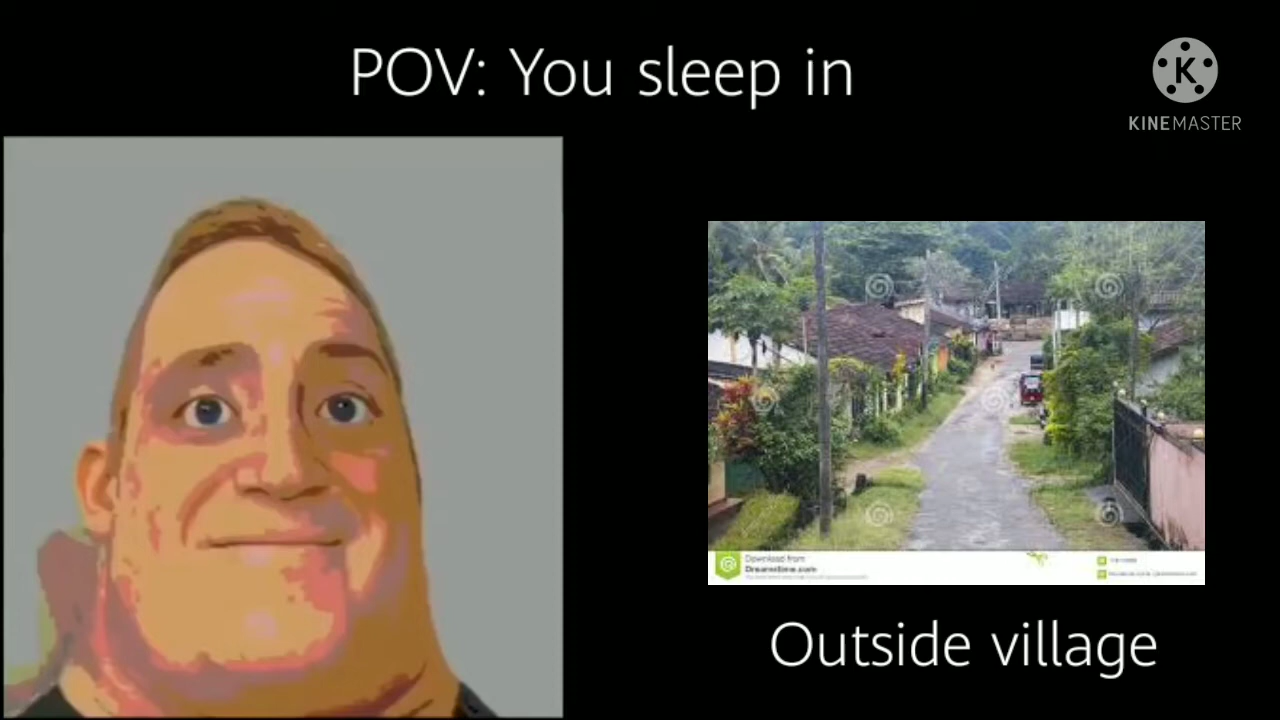 POV: You sleep in
K
KINEMASTER
Download from
Dreamstime.com
Outside village